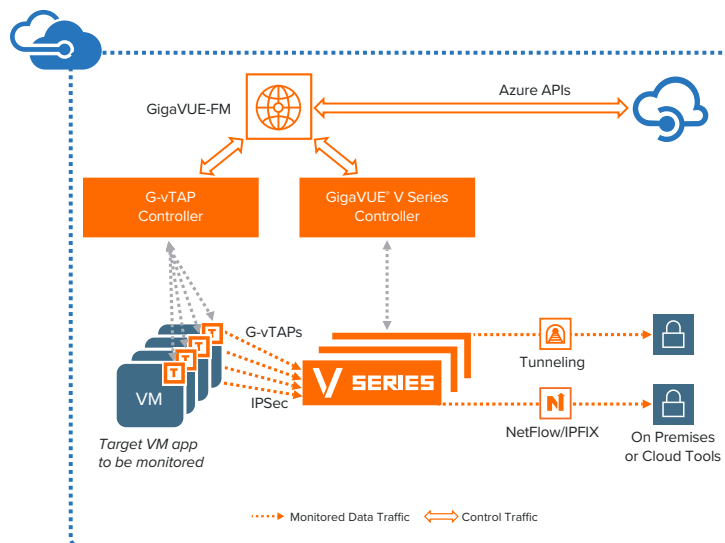 Azure APIs
GigaVUE-FM
G-vTAP
Controller
GigaVUE® V Series
Controller
G-vTAPs
T
T
T
T
VM
IPSec
V SERIES
Tunneling
N
NetFlow/IPFIX
Target VM app
to be monitored
On Premises
or Cloud Tools
Monitored Data Traffic
Control Traffic